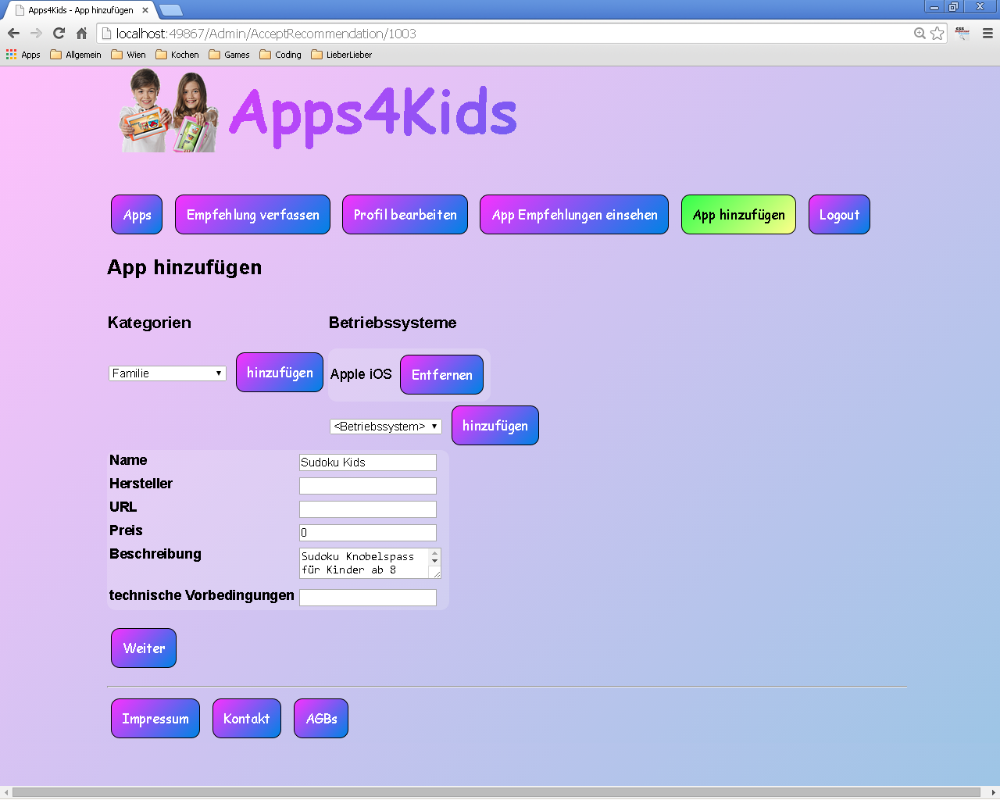 Apps4Kids - App hinzufügen
localhost:49867/Admin/AcceptRecommendation/1003
Apps Allgemein Wien Kochen Games Coding LieberLieber
Apps4Kids
Apps Empfehlung verfassen Profil bearbeiten App Empfehlungen einsehen App hinzufügen Logout
App hinzufügen
Kategorien Betriebssysteme
Familie hinzufügen Apple iOS Entfernen
<Betriebssystem> hinzufügen
Name Sudoku Kids
Hersteller
URL
Preis 0
Beschreibung Sudoku Knobelspass
für Kinder ab 8
technische Vorbedingungen
Weiter
Impressum Kontakt AGBs